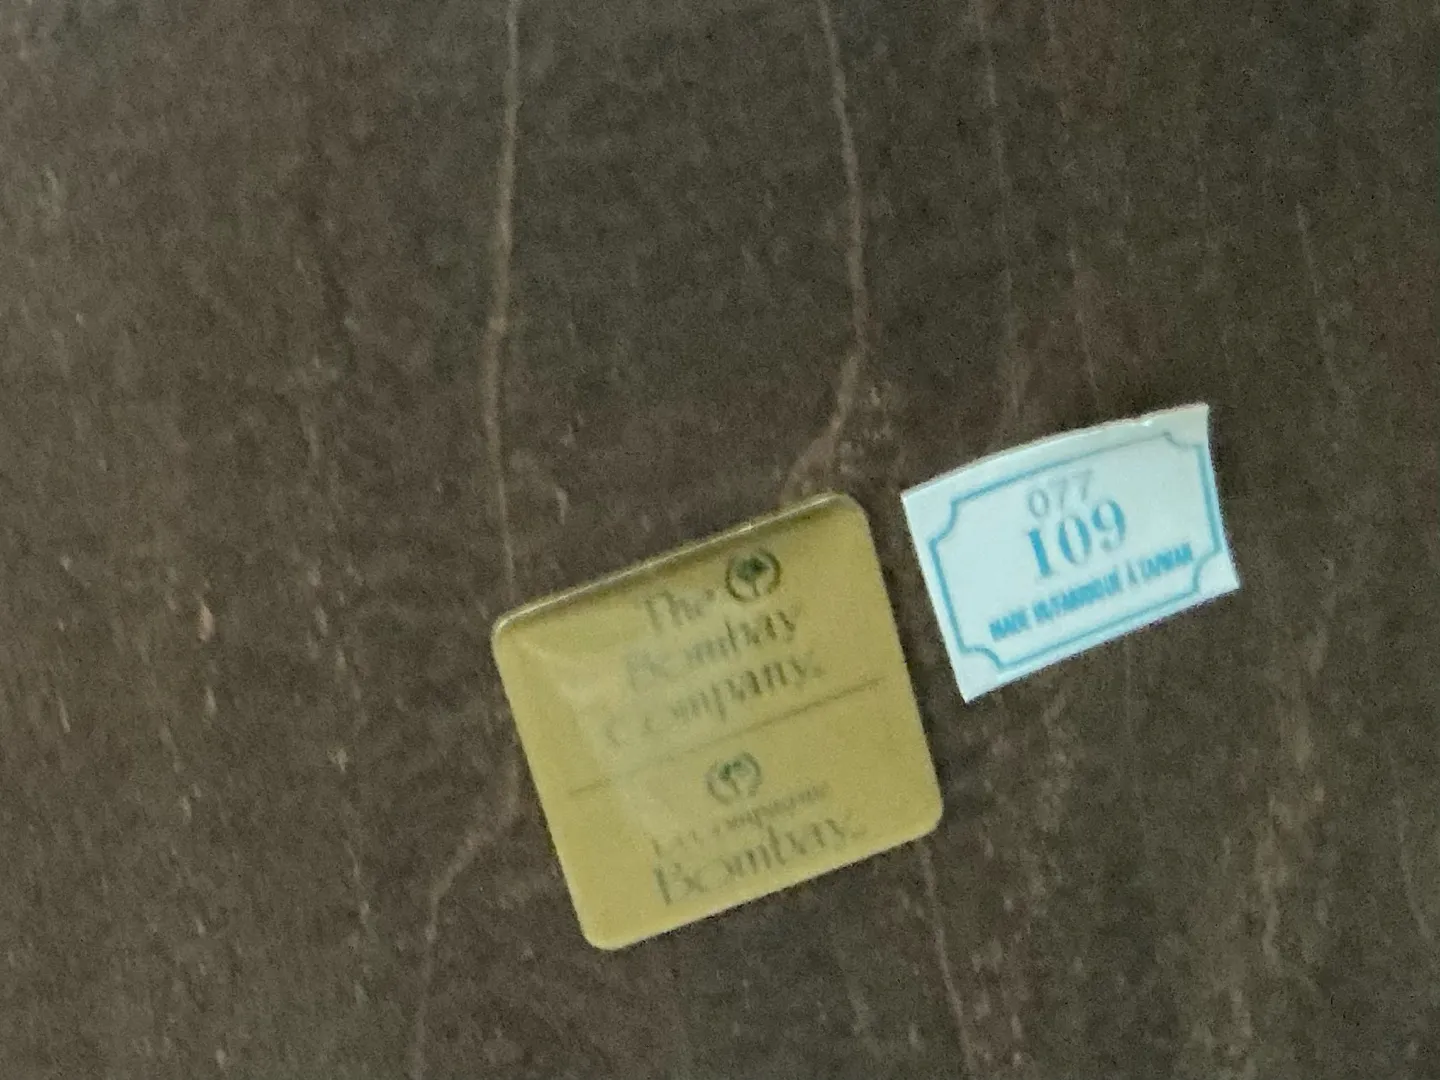 The
Bombay
Company.
La Compagnie
Bombay.
077
109
MADE IN/FABRIQUÉ À TAIWAN